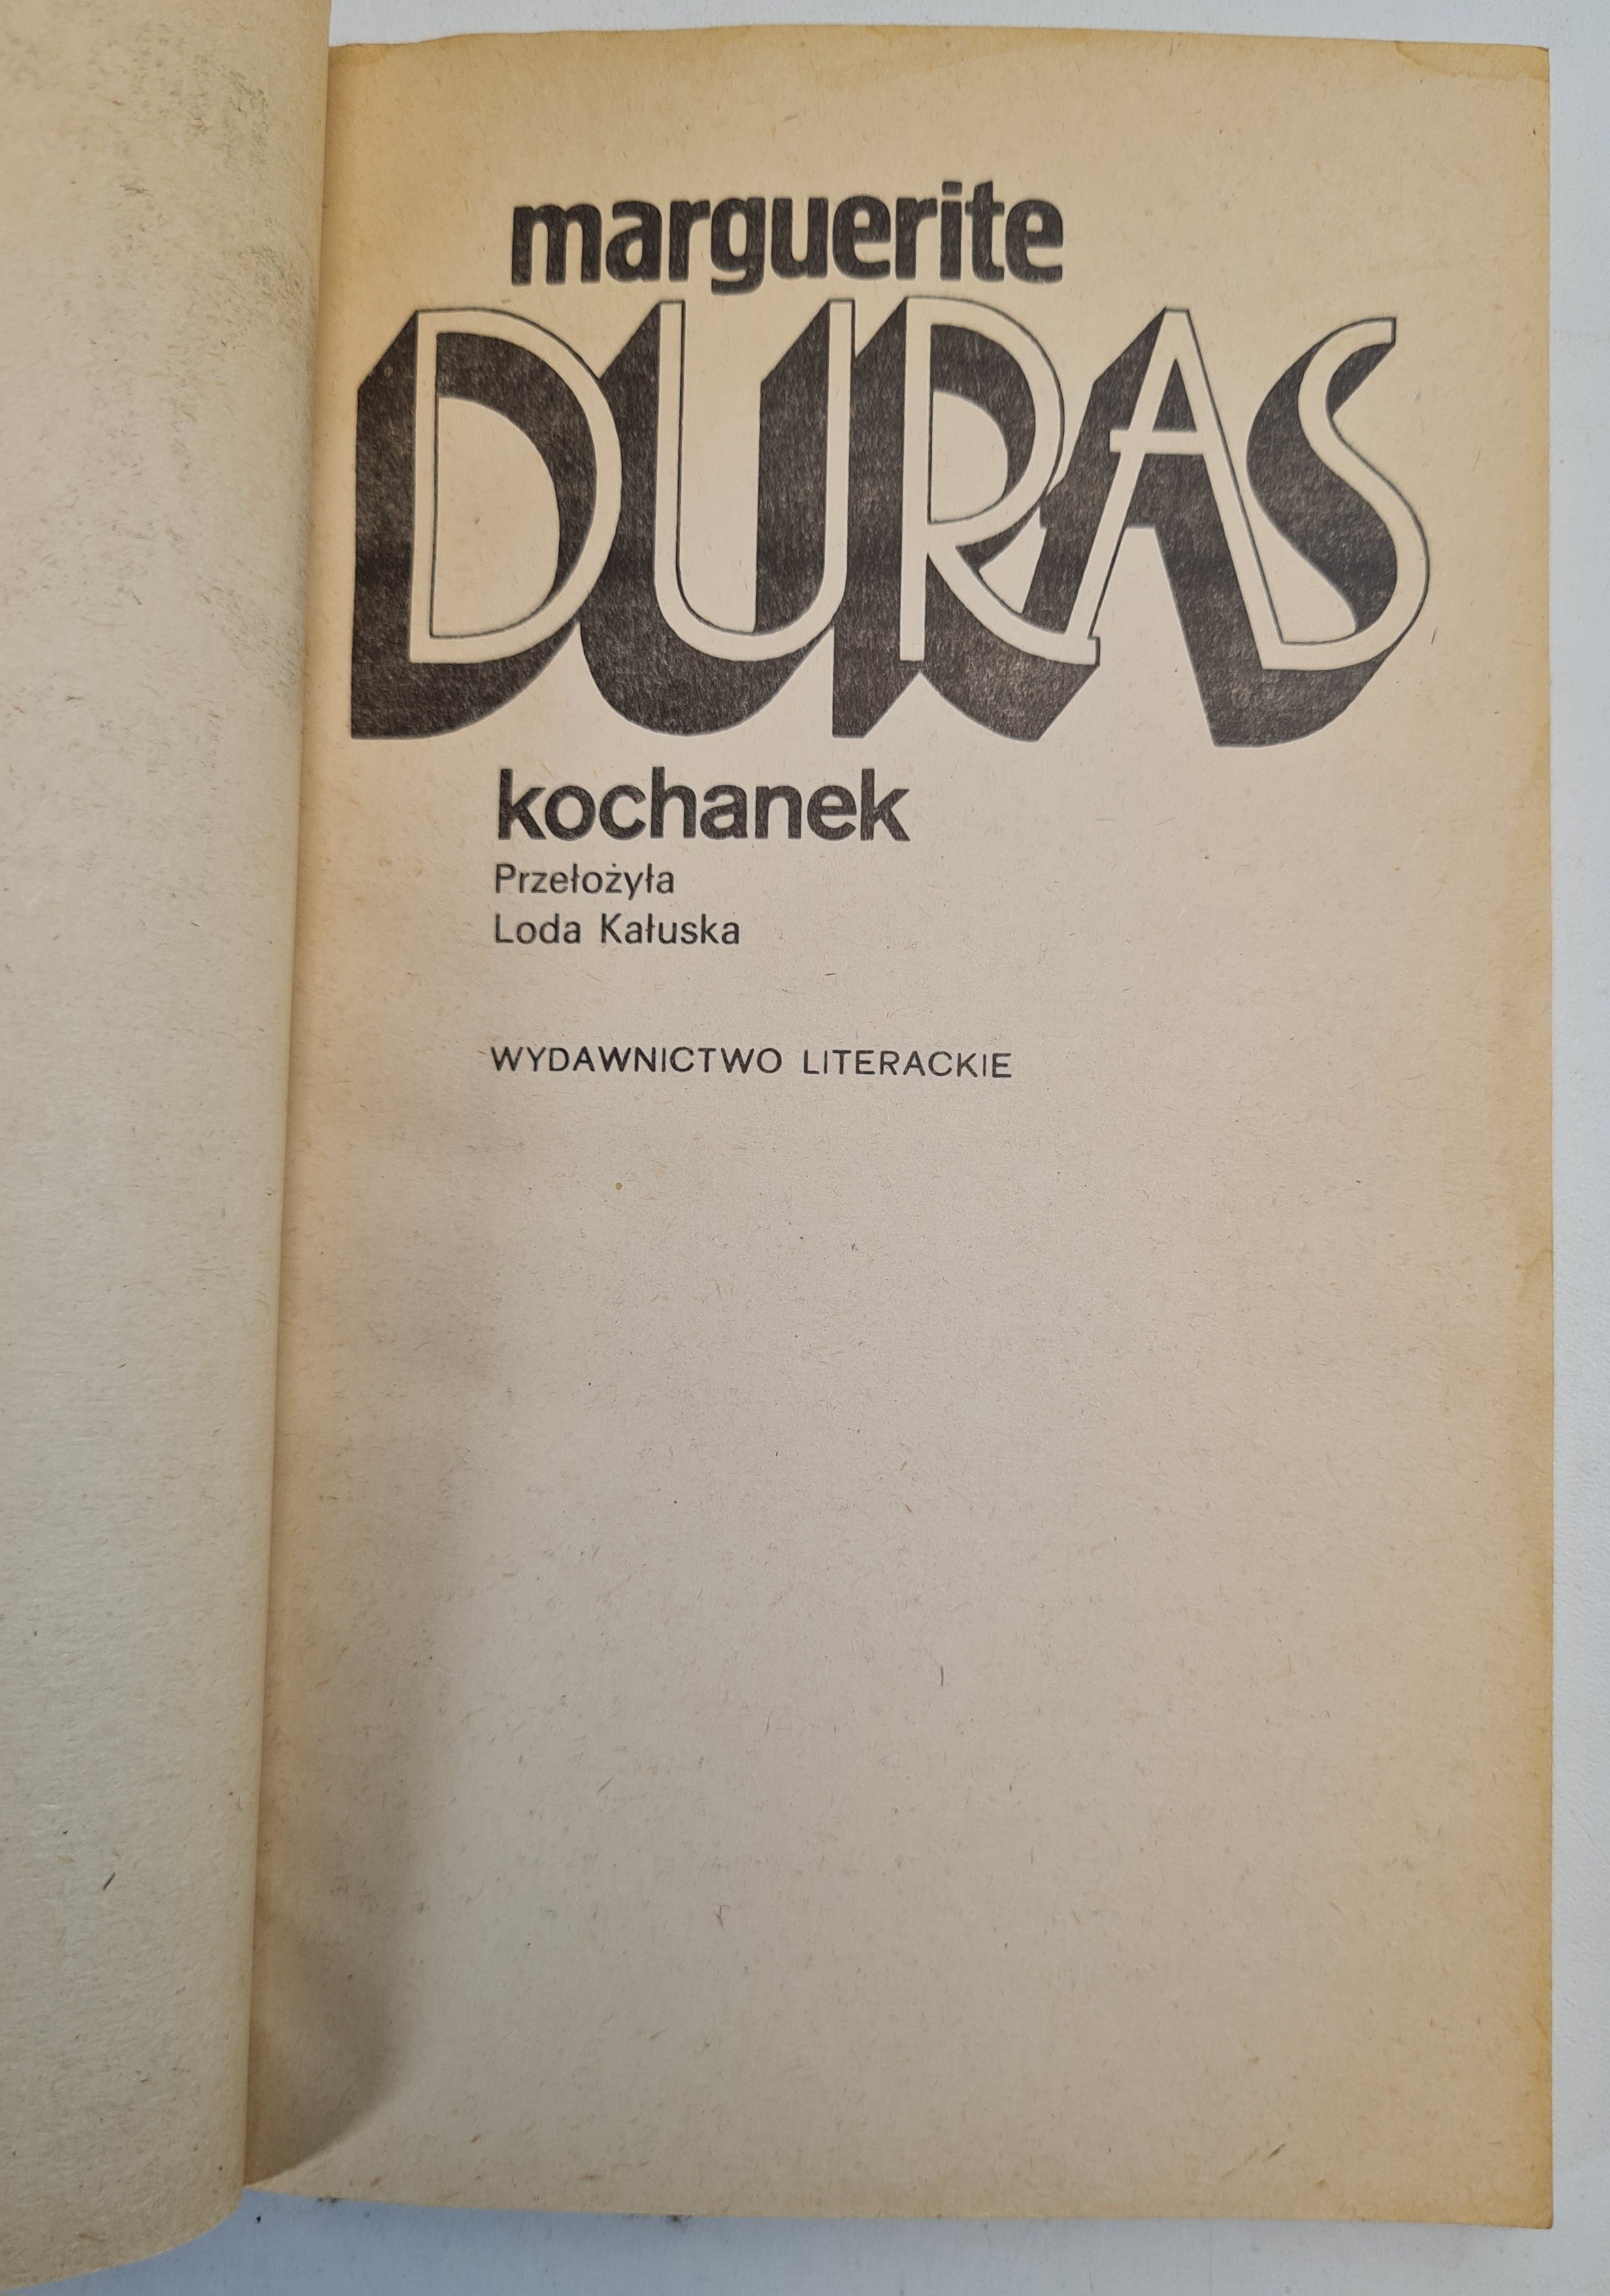 marguerite
DURAS
kochanek
Przełożyła
Loda Kałuska
WYDAWNICTWO LITERACKIE